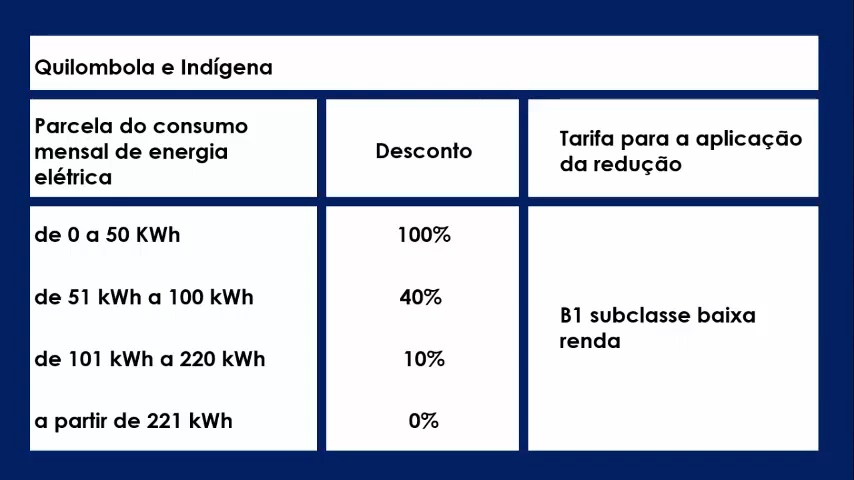 Quilombola e Indígena
Parcela do consumo
mensal de energia
elétrica
Desconto
Tarifa para a aplicação
da redução
de 0 a 50 KWh
100%
de 51 kWh a 100 kWh
40%
de 101 kWh a 220 kWh
10%
a partir de 221 kWh
0%
B1 subclasse baixa
renda